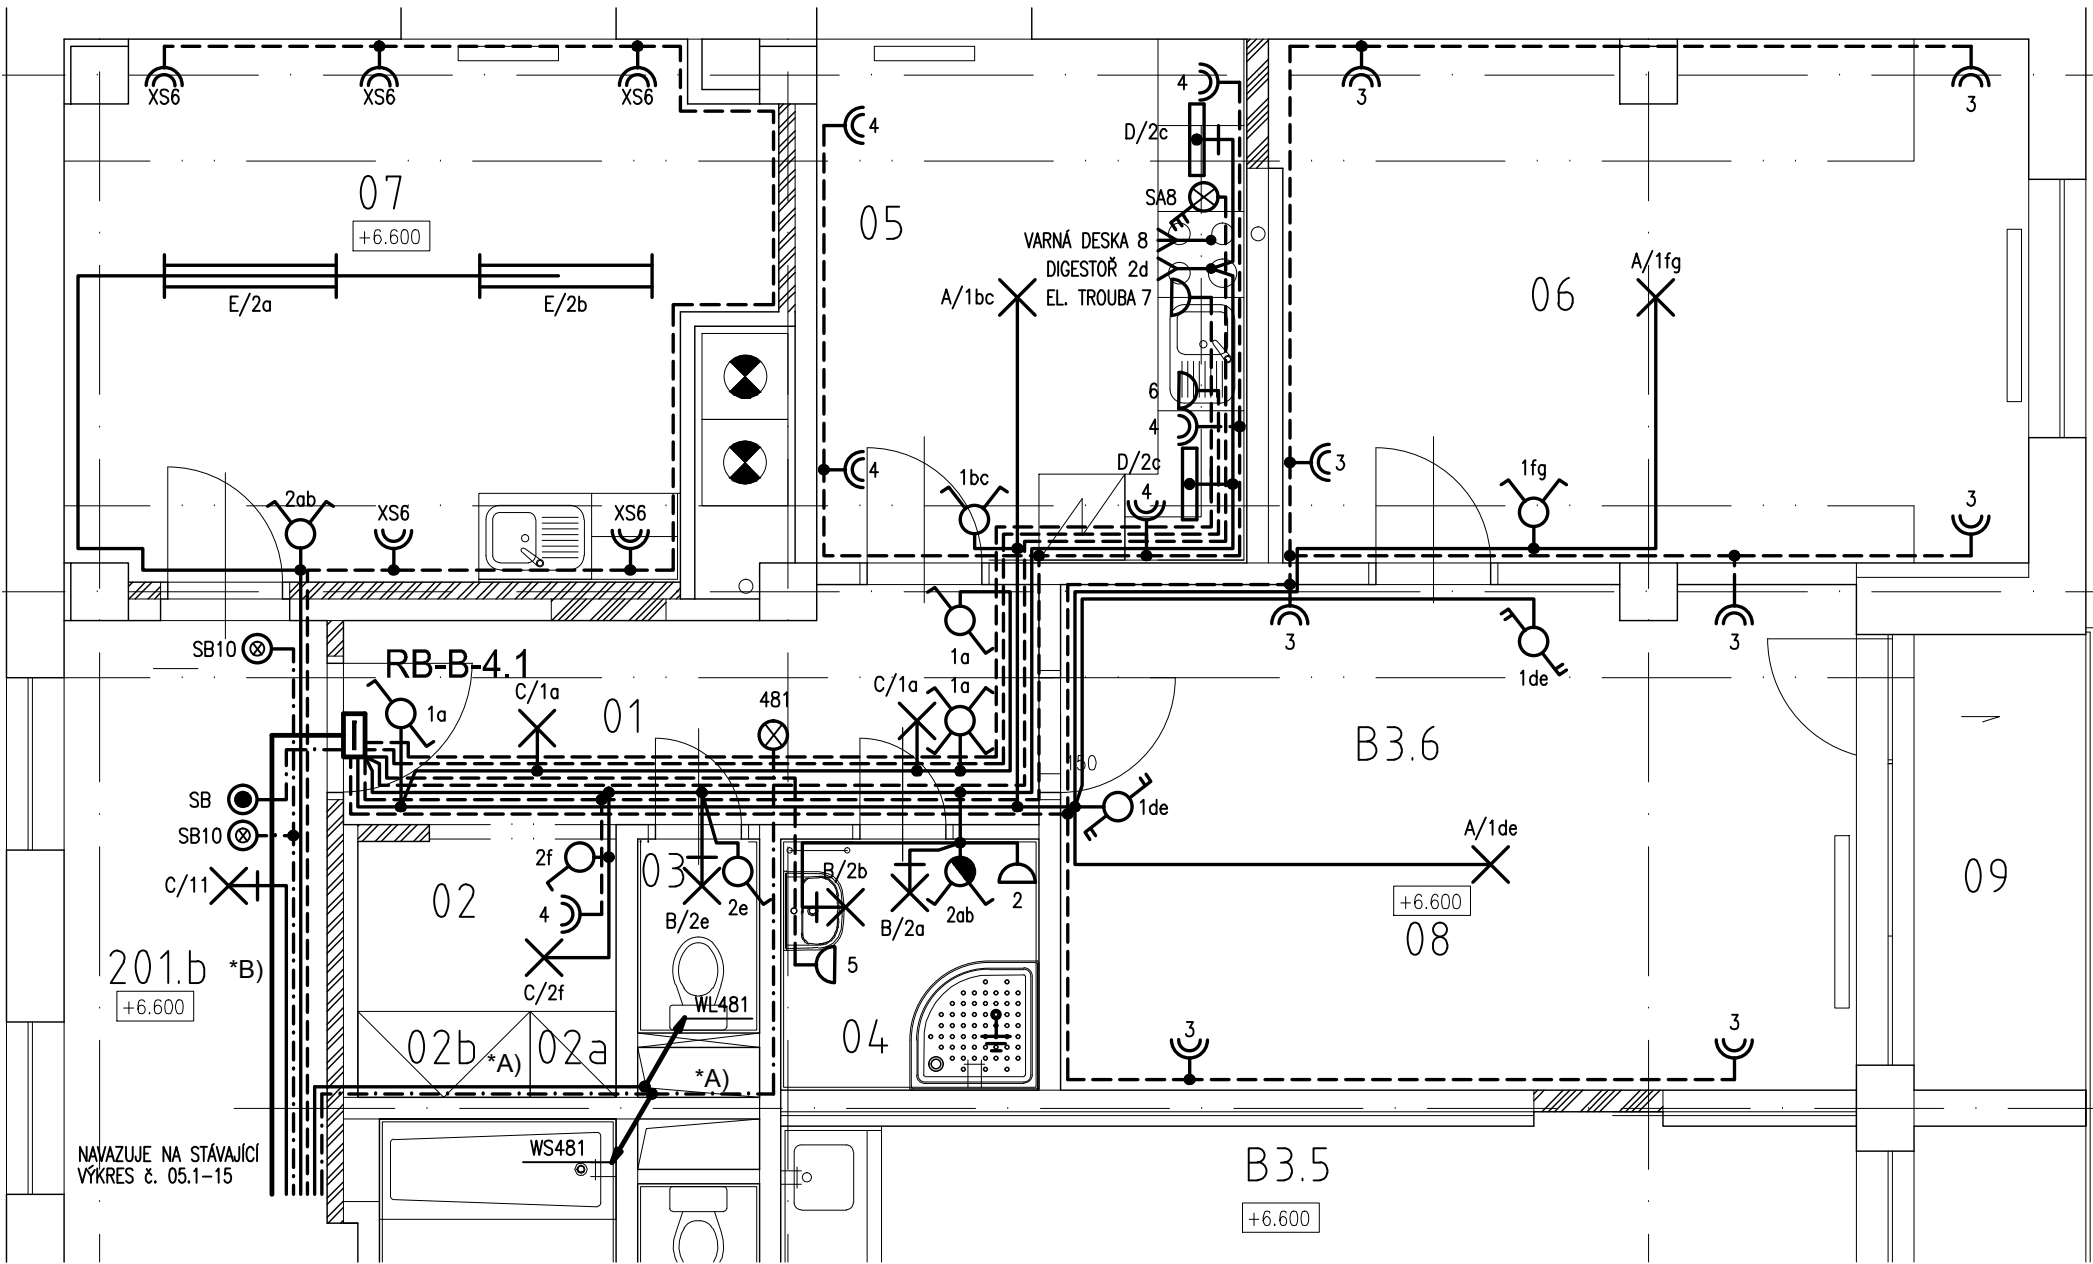 XS6
XS6
XS6
4
4
D/2c
3
3
07
+6.600
05
SA8
VARNÁ DESKA 8
DIGESTOŘ 2d
EL. TROUBA 7
A/1bc
06
A/1fg
E/2a
E/2b
6
4
4
D/2c
3
1bc
4
1fg
3
2ab
XS6
XS6
SB10
RB-B-4.1
1a
3
3
1de
C/1a
C/1a
1a
1a
01
481
B3.6
150
SB
SB10
1de
A/1de
C/11
2f
03
B/2b
02
4
B/2e
2e
B/2a
2ab
2
+6.600
08
09
201.b
*B)
+6.600
5
C/2f
WL481
02b
*A)
02a
*A)
04
3
3
NAVAZUJE NA STÁVAJÍCÍ
VÝKRES č. 05.1-15
WS481
B3.5
+6.600